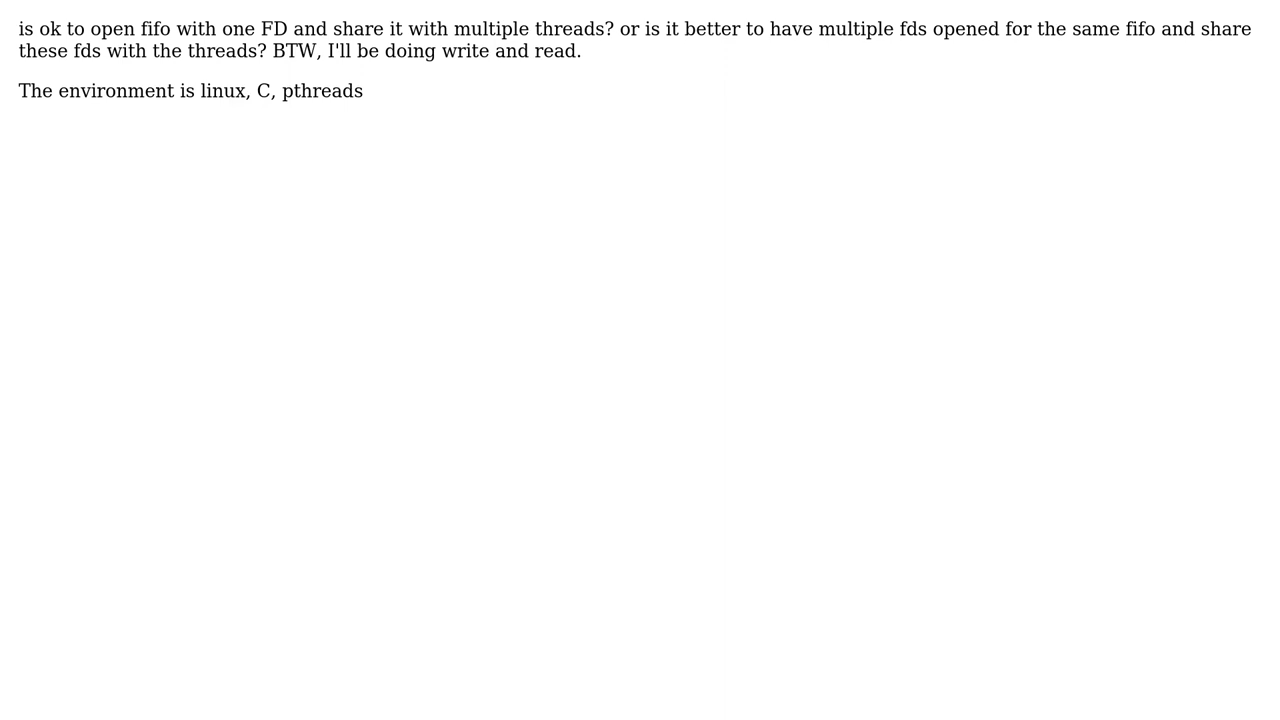 is ok to open fifo with one FD and share it with multiple threads? or is it better to have multiple fds opened for the same fifo and share
these fds with the threads? BTW, I'll be doing write and read.
The environment is linux, C, pthreads